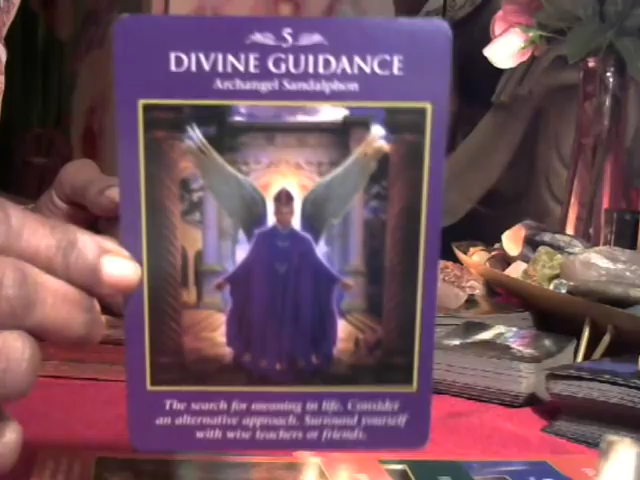 5
DIVINE GUIDANCE
Archangel Sandalphon
The search for meaning in life. Consider
an alternative approach. Surround yourself
with wise teachers or friends.